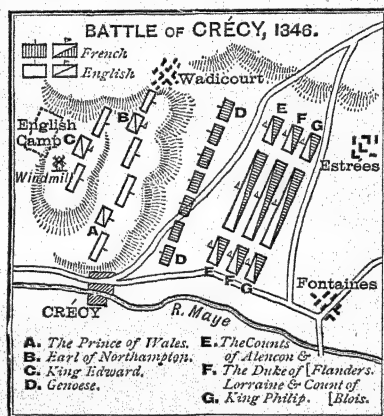 BATTLE OF CRÉCY, 1346.
French
English
Wadicourt
English
Camp
Windmill
Estrées
Fontaines
CRÉCY
R. Maye
B
C
A
D
D
E
F
G
E
F
G
A. The Prince of Wales.
B. Earl of Northampton.
C. King Edward.
D. Genoese.
E. The Counts
of Alencon &
F. The Duke of [Flanders.
Lorraine & Count of
G. King Philip. [Blois.